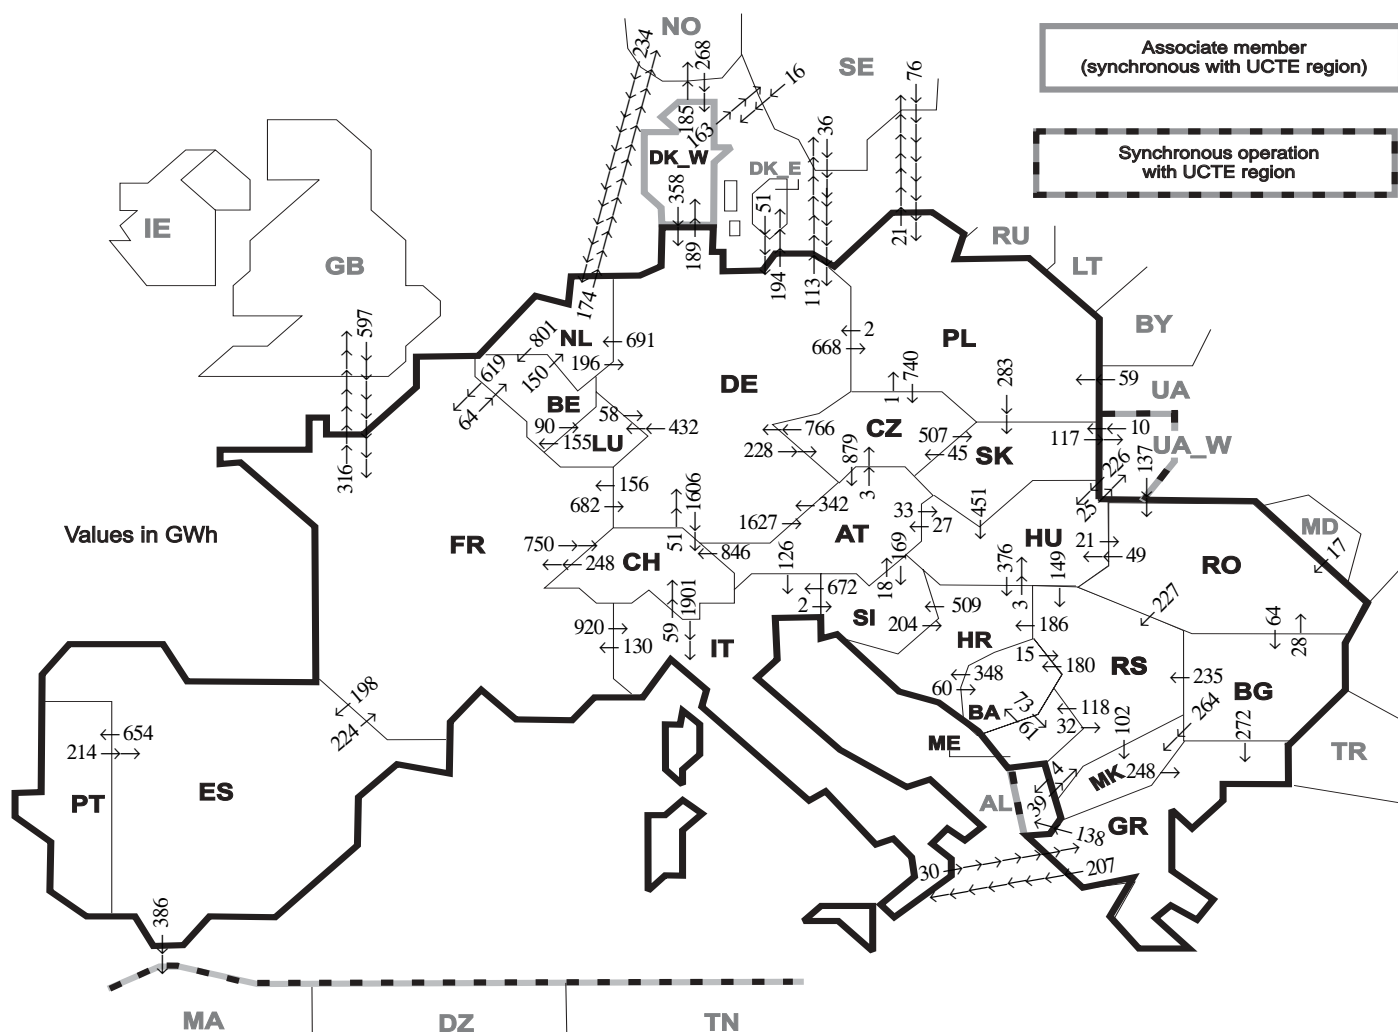 NO
SE
Associate member
(synchronous with UCTE region)
Synchronous operation
with UCTE region
234
268
16
76
185
163
36
DK_W
DK_E
358
51
189
194
113
21
IE
GB
RU
LT
BY
UA
UA_W
MD
174
597
316
NL
801
691
150
196
619
64
BE
58
90
155
LU
432
DE
2
668
PL
1
740
283
59
10
117
137
226
25
766
228
CZ
879
3
507
45
SK
451
156
682
1606
51
1627
342
AT
33
27
HU
21
49
RO
17
Values in GWh
FR
750
248
CH
846
126
672
2
18
169
SI
204
509
376
3
149
227
64
28
59
1901
920
130
IT
HR
186
15
180
RS
348
60
BA
73
61
118
32
102
235
264
BG
272
TR
198
224
654
214
PT
ES
ME
AL
4
39
MK
248
138
GR
30
207
386
MA
DZ
TN